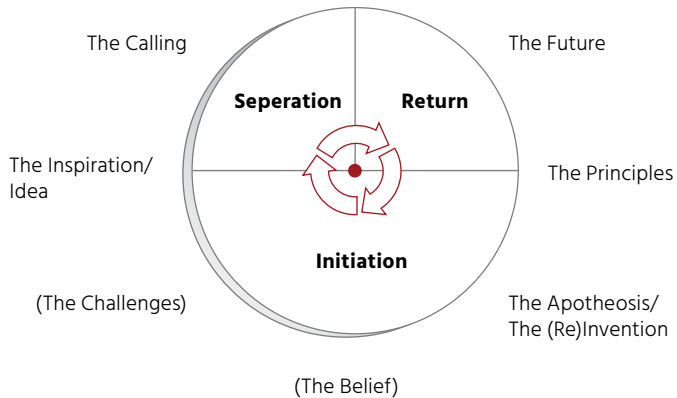 The Calling
The Future
Seperation
Return
The Inspiration/
Idea
The Principles
Initiation
(The Challenges)
The Apotheosis/
The (Re)Invention
(The Belief)